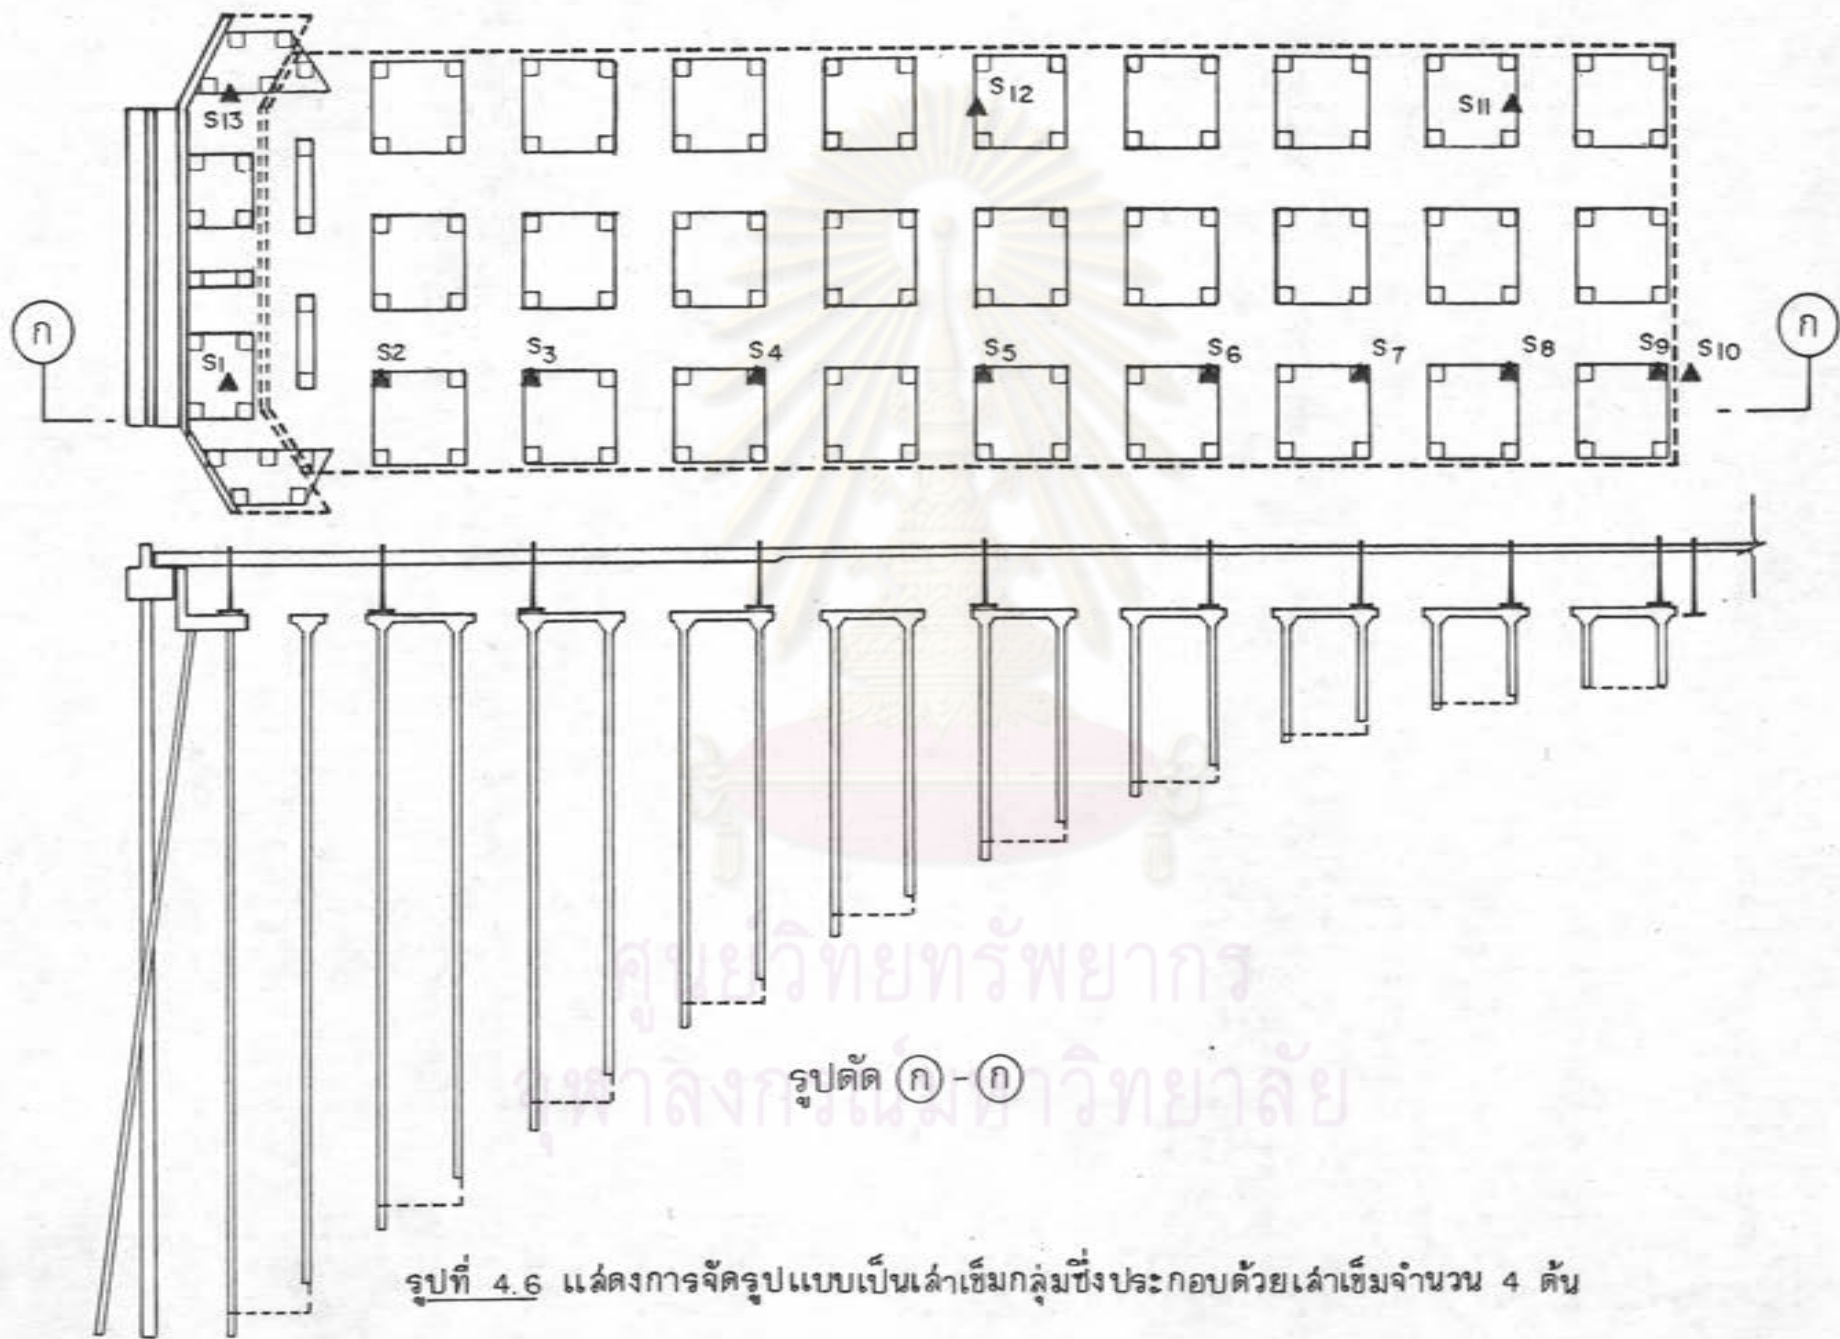 S12
S11
S13
ก
ก
S1
S2
S3
S4
S5
S6
S7
S8
S9
S10
ศูนย์วิทยทรัพยากร
จุฬาลงกรณ์มหาวิทยาลัย
รูปตัด ก - ก
รูปที่ 4.6 แสดงการจัดรูปแบบเป็นเสาเข็มกลุ่มซึ่งประกอบด้วยเสาเข็มจำนวน 4 ต้น